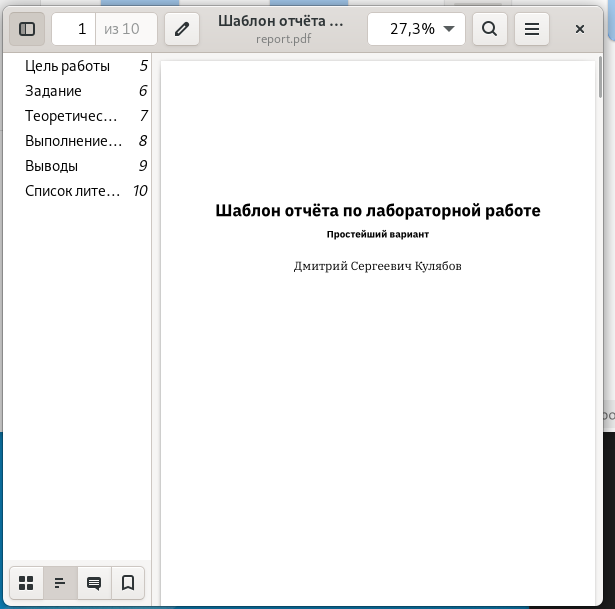 1 из 10
Шаблон отчёта ...
report.pdf
27,3%
Цель работы 5
Задание 6
Теоретичес... 7
Выполнение... 8
Выводы 9
Список лите... 10
Шаблон отчёта по лабораторной работе
Простейший вариант
Дмитрий Сергеевич Кулябов